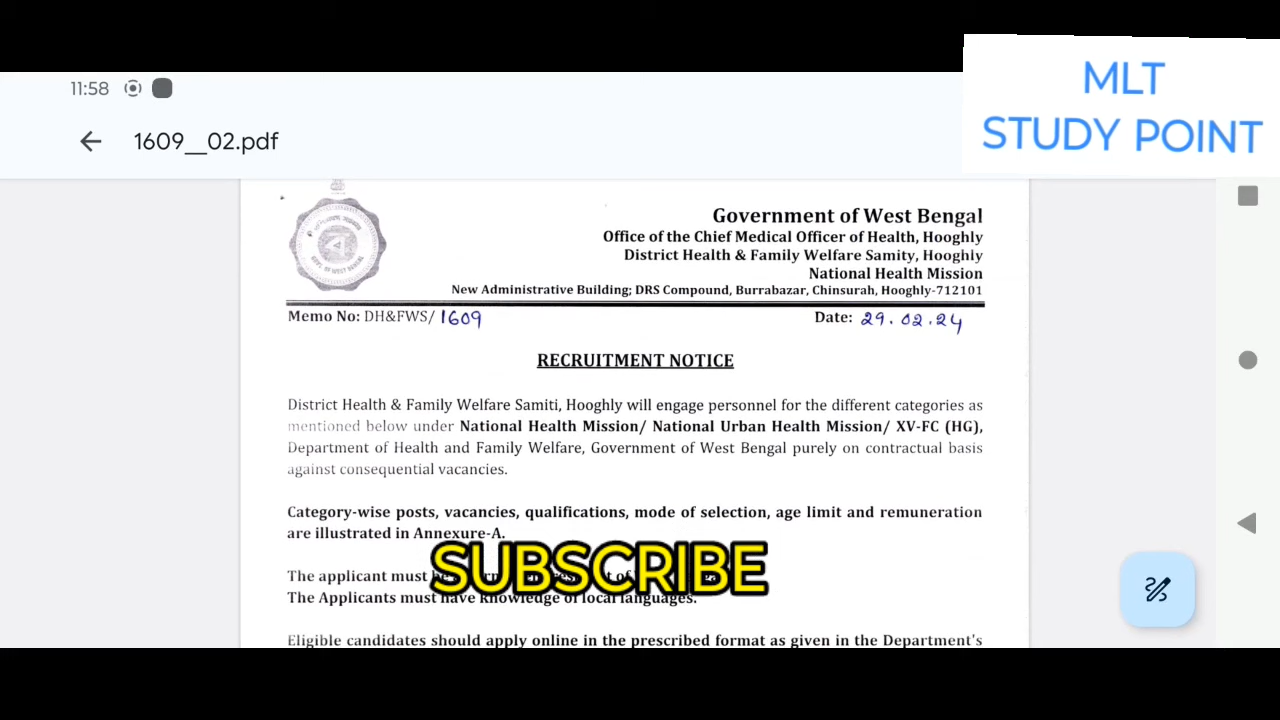 MLT
STUDY POINT
11:58
1609__02.pdf
Government of West Bengal
Office of the Chief Medical Officer of Health, Hooghly
District Health & Family Welfare Samity, Hooghly
National Health Mission
New Administrative Building; DRS Compound, Burrabazar, Chinsurah, Hooghly-712101
Memo No: DH&FWS/ 1609 Date: 29.02.24
RECRUITMENT NOTICE
District Health & Family Welfare Samiti, Hooghly will engage personnel for the different categories as
mentioned below under National Health Mission/ National Urban Health Mission/ XV-FC (HG),
Department of Health and Family Welfare, Government of West Bengal purely on contractual basis
against consequential vacancies.
Category-wise posts, vacancies, qualifications, mode of selection, age limit and remuneration
are illustrated in Annexure-A.
SUBSCRIBE
The applicant must
The Applicants must have knowledge of local languages.
Eligible candidates should apply online in the prescribed format as given in the Department's